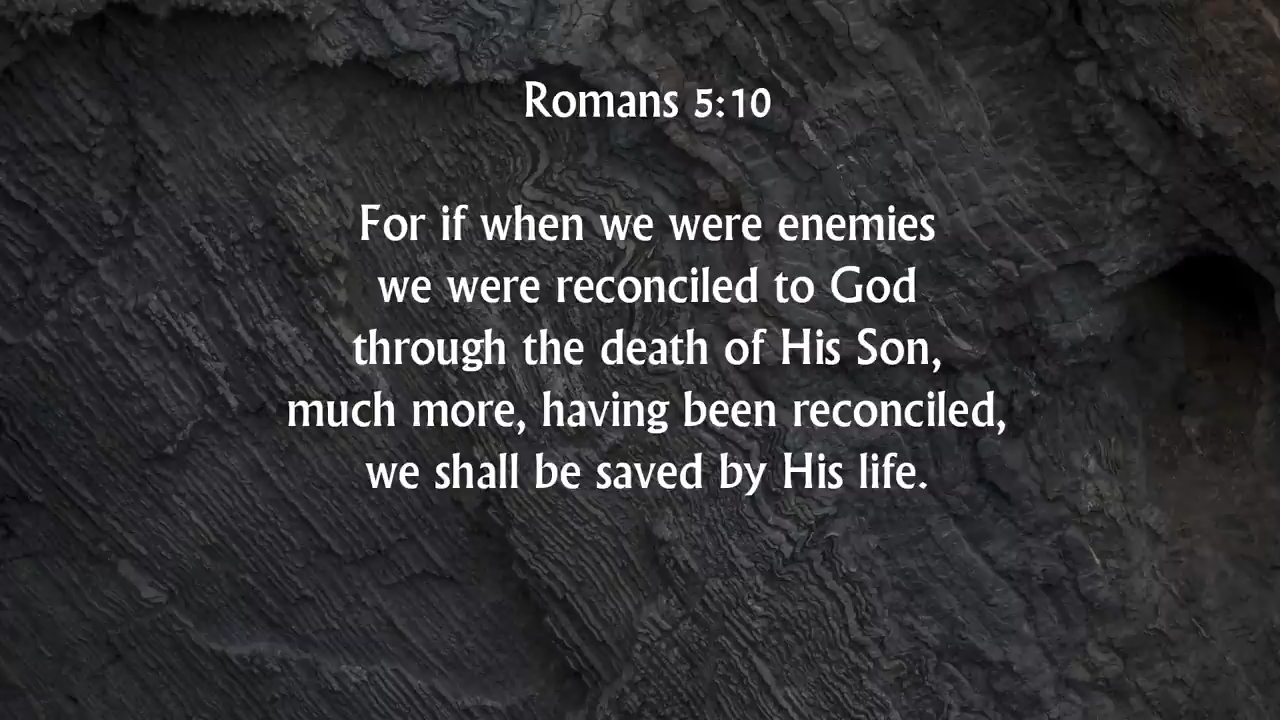 Romans 5:10
For if when we were enemies
we were reconciled to God
through the death of His Son,
much more, having been reconciled,
we shall be saved by His life.